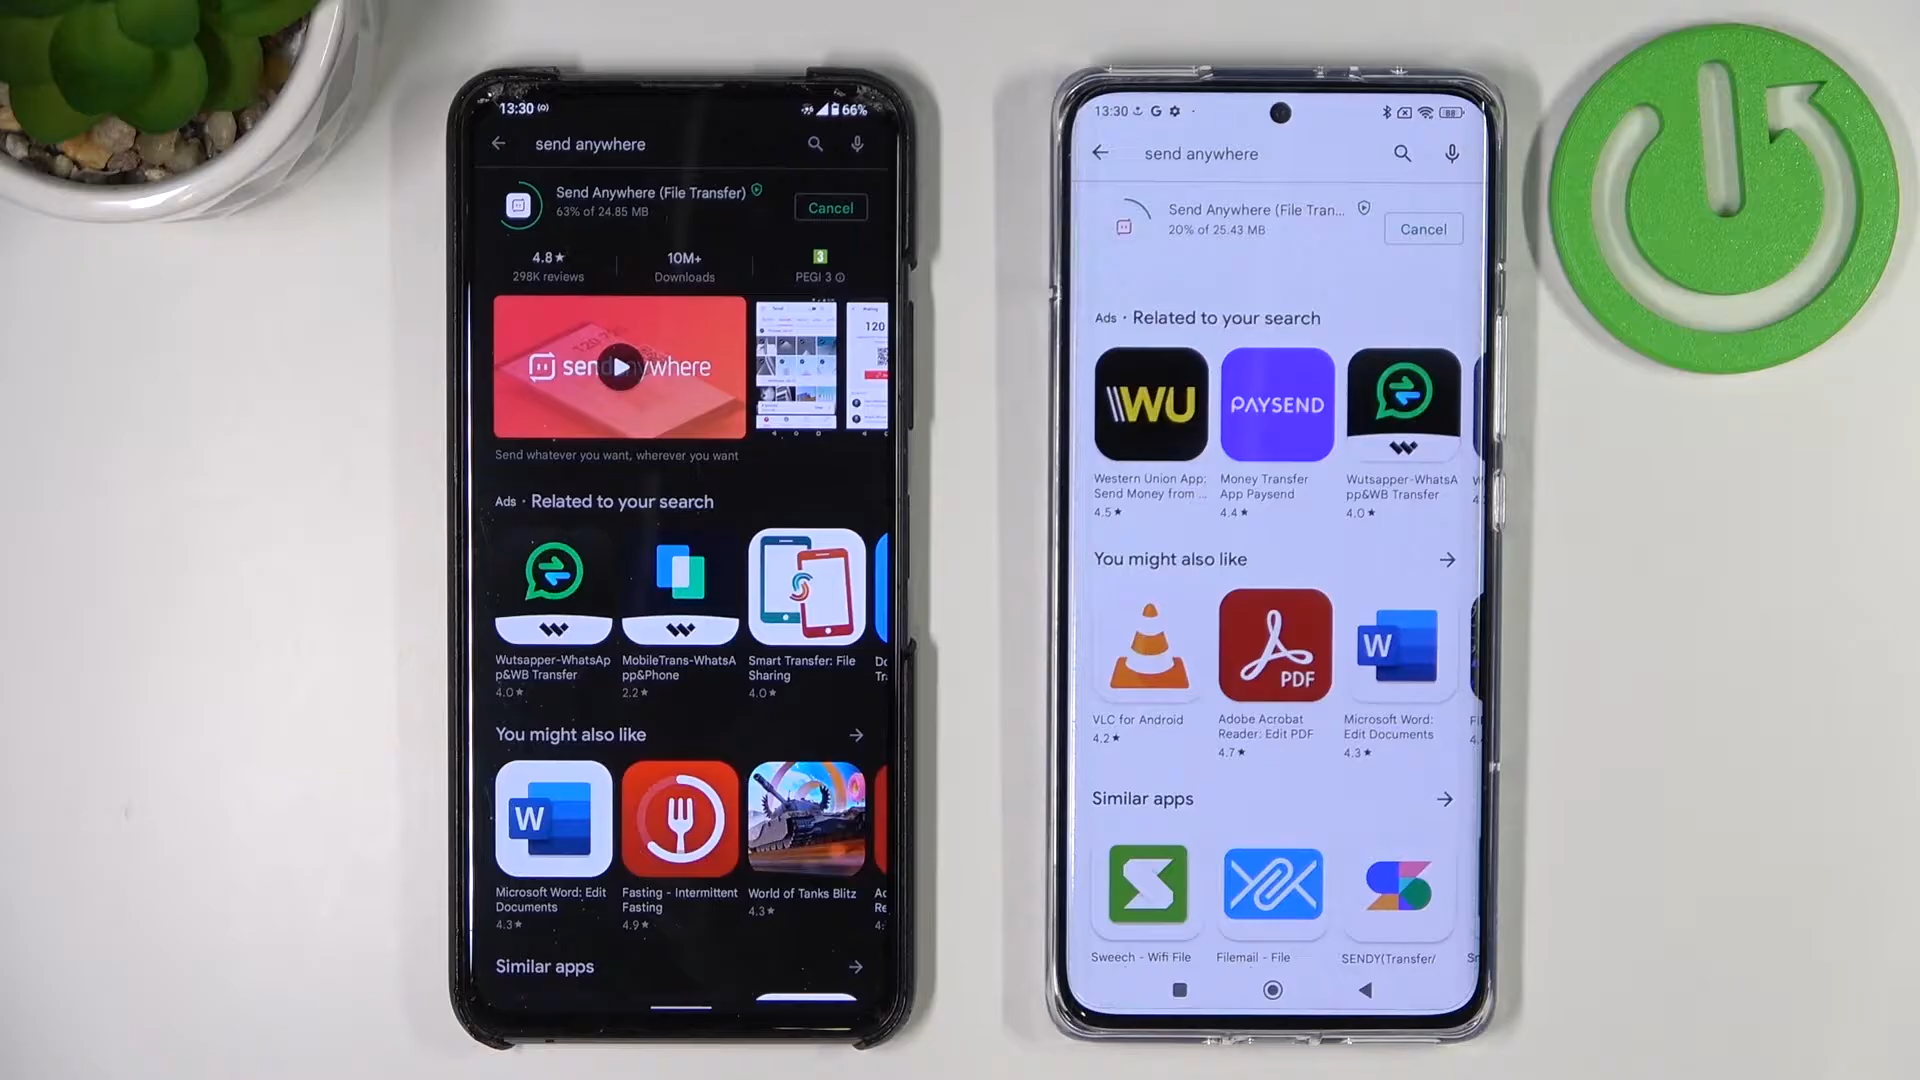 13:30
66%
send anywhere
Send Anywhere (File Transfer)
63% of 24.85 MB
Cancel
4.8★
298K reviews
10M+
Downloads
3
PEGI 3
send anywhere
120
Send whatever you want, wherever you want
Ads · Related to your search
Wutsapper-WhatsAp
p&WB Transfer
4.0★
MobileTrans-WhatsA
pp&Phone
2.2★
Smart Transfer: File
Sharing
4.0★
You might also like
W
Microsoft Word: Edit
Documents
4.3★
Fasting - Intermittent
Fasting
4.9★
World of Tanks Blitz
4.3★
Similar apps
13:30
G
88
send anywhere
Send Anywhere (File Tran...
20% of 25.43 MB
Cancel
Ads · Related to your search
WU
PAYSEND
Western Union App:
Send Money from ...
4.5★
Money Transfer
App Paysend
4.4★
Wutsapper-WhatsA
pp&WB Transfer
4.0★
You might also like
PDF
W
VLC for Android
4.2★
Adobe Acrobat
Reader: Edit PDF
4.7★
Microsoft Word:
Edit Documents
4.3★
Similar apps
Sweech - Wifi File
Filemail - File
SENDY(Transfer/